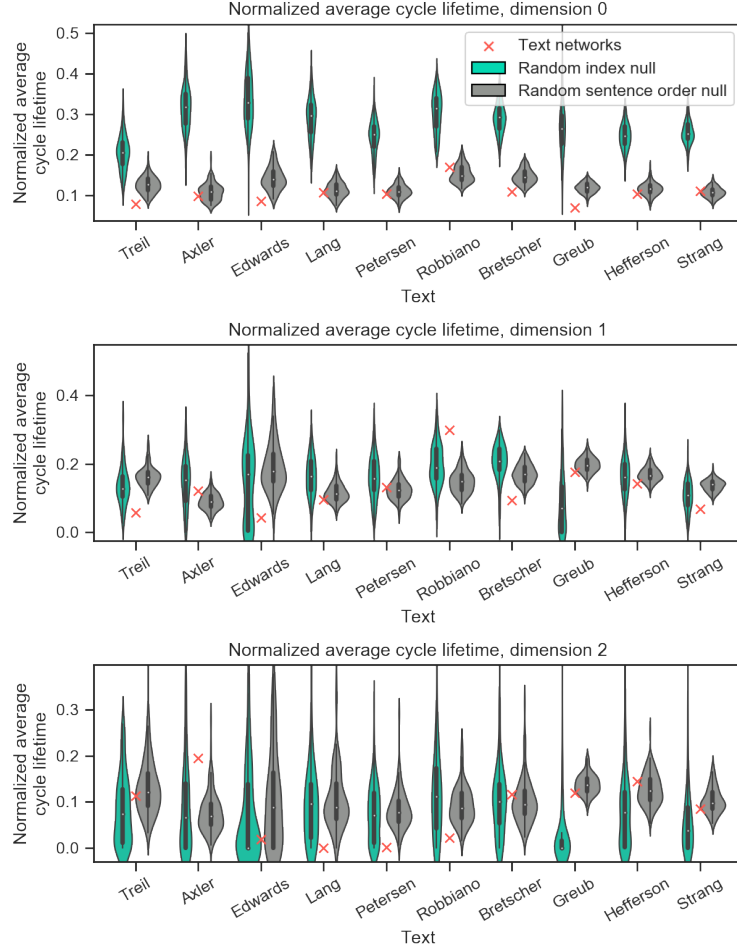 Normalized average cycle lifetime, dimension 0
Normalized average
cycle lifetime
0.5
0.4
0.3
0.2
0.1
Text networks
Random index null
Random sentence order null
Treil
Axler
Edwards
Lang
Petersen
Robbiano
Bretscher
Greub
Hefferson
Strang
Text
Normalized average cycle lifetime, dimension 1
Normalized average
cycle lifetime
0.4
0.2
0.0
Treil
Axler
Edwards
Lang
Petersen
Robbiano
Bretscher
Greub
Hefferson
Strang
Text
Normalized average cycle lifetime, dimension 2
Normalized average
cycle lifetime
0.3
0.2
0.1
0.0
Treil
Axler
Edwards
Lang
Petersen
Robbiano
Bretscher
Greub
Hefferson
Strang
Text